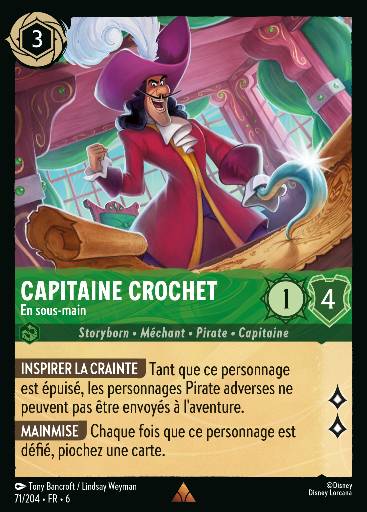 3
CAPITAINE CROCHET
En sous-main
1
4
Storyborn • Méchant • Pirate • Capitaine
INSPIRER LA CRAINTE Tant que ce personnage
est épuisé, les personnages Pirate adverses ne
peuvent pas être envoyés à l'aventure.
MAINMISE Chaque fois que ce personnage est
défié, piochez une carte.
Tony Bancroft / Lindsay Weyman
71/204 • FR • 6
©Disney
Disney Lorcana